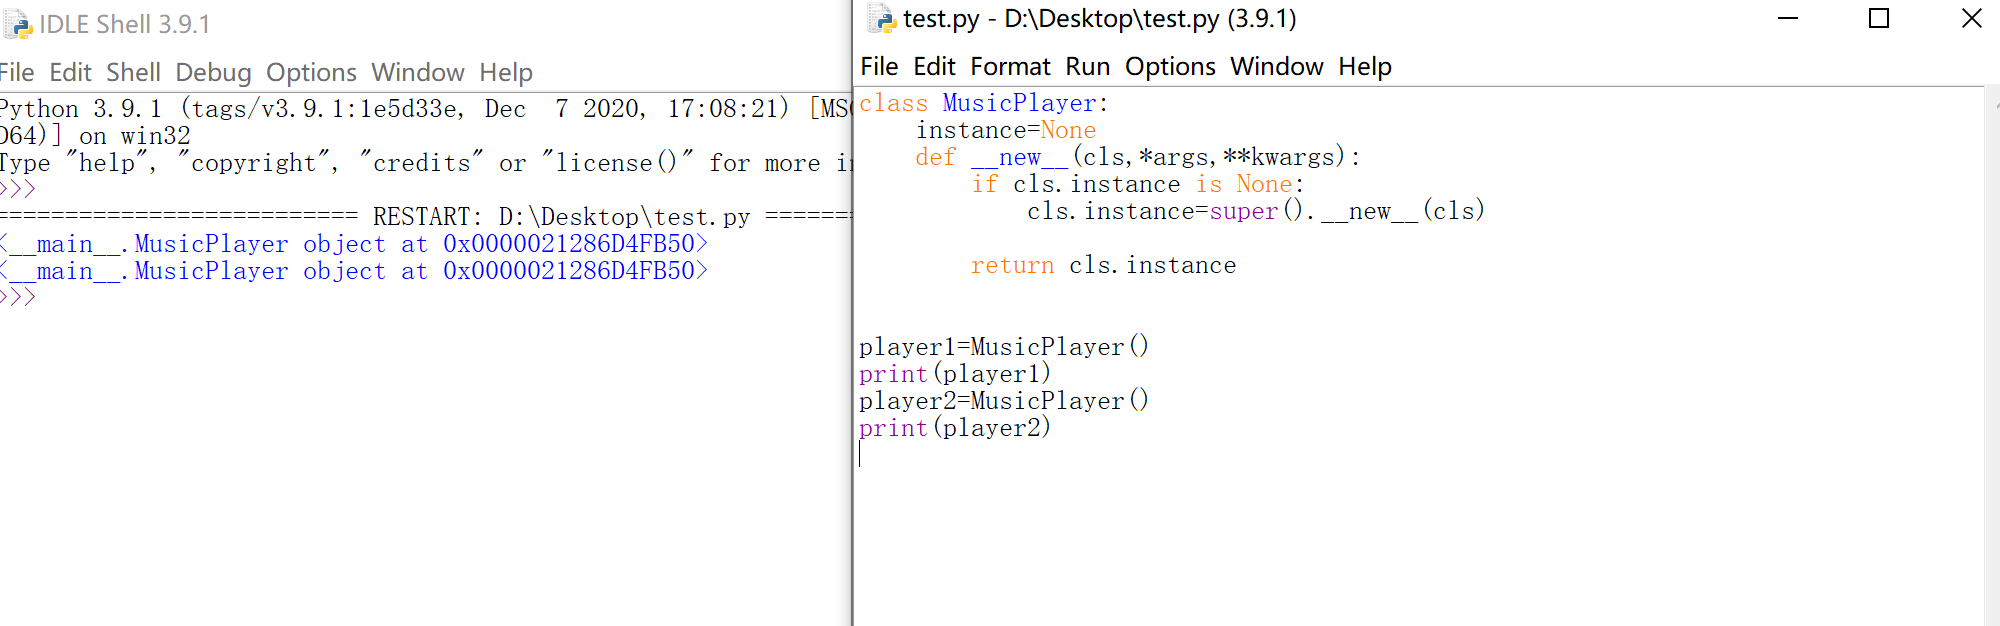 IDLE Shell 3.9.1
File Edit Shell Debug Options Window Help
Python 3.9.1 (tags/v3.9.1:1e5d33e, Dec  7 2020, 17:08:21) [MSC
D64)] on win32
Type "help", "copyright", "credits" or "license()" for more in
>>>
========================== RESTART: D:\Desktop\test.py =======
<__main__.MusicPlayer object at 0x0000021286D4FB50>
<__main__.MusicPlayer object at 0x0000021286D4FB50>
>>>
test.py - D:\Desktop\test.py (3.9.1)
File Edit Format Run Options Window Help
class MusicPlayer:
    instance=None
    def __new__(cls,*args,**kwargs):
        if cls.instance is None:
            cls.instance=super().__new__(cls)
        return cls.instance
player1=MusicPlayer()
print(player1)
player2=MusicPlayer()
print(player2)